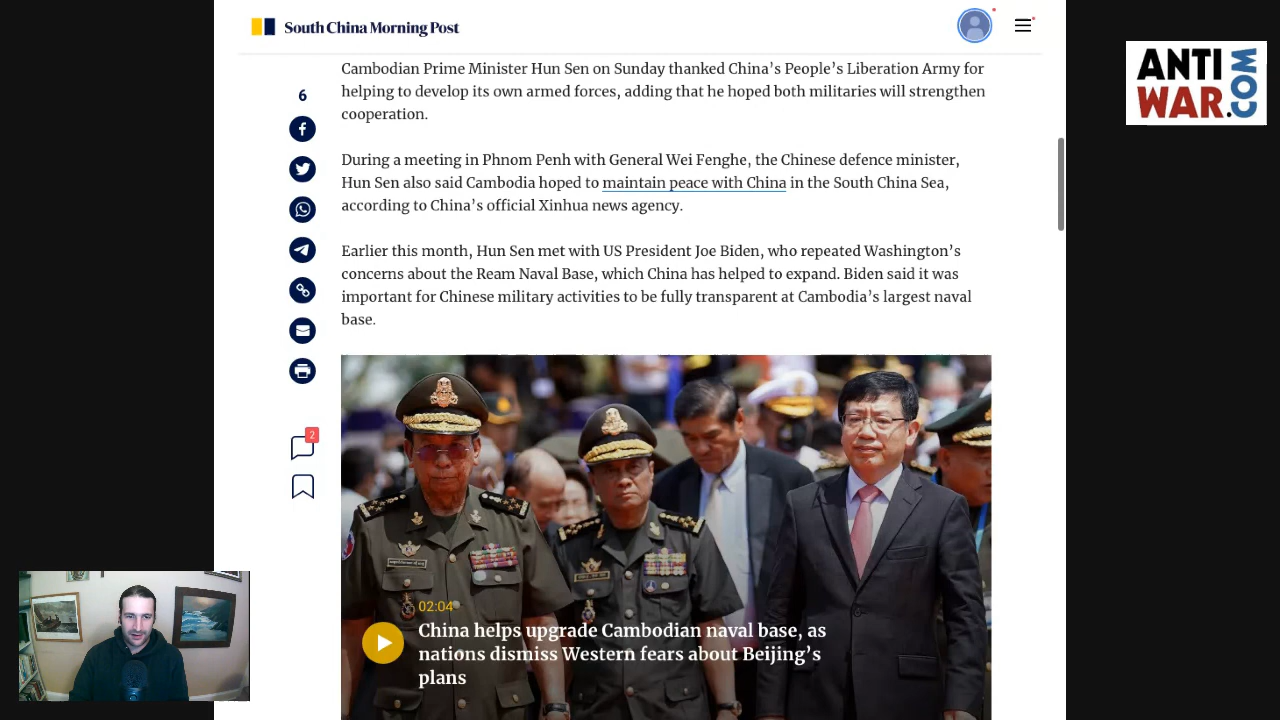 South China Morning Post
ANTI
WAR.COM
Cambodian Prime Minister Hun Sen on Sunday thanked China’s People’s Liberation Army for
helping to develop its own armed forces, adding that he hoped both militaries will strengthen
cooperation.
6
During a meeting in Phnom Penh with General Wei Fenghe, the Chinese defence minister,
Hun Sen also said Cambodia hoped to maintain peace with China in the South China Sea,
according to China’s official Xinhua news agency.
Earlier this month, Hun Sen met with US President Joe Biden, who repeated Washington’s
concerns about the Ream Naval Base, which China has helped to expand. Biden said it was
important for Chinese military activities to be fully transparent at Cambodia’s largest naval
base.
2
02:04
China helps upgrade Cambodian naval base, as
nations dismiss Western fears about Beijing’s
plans